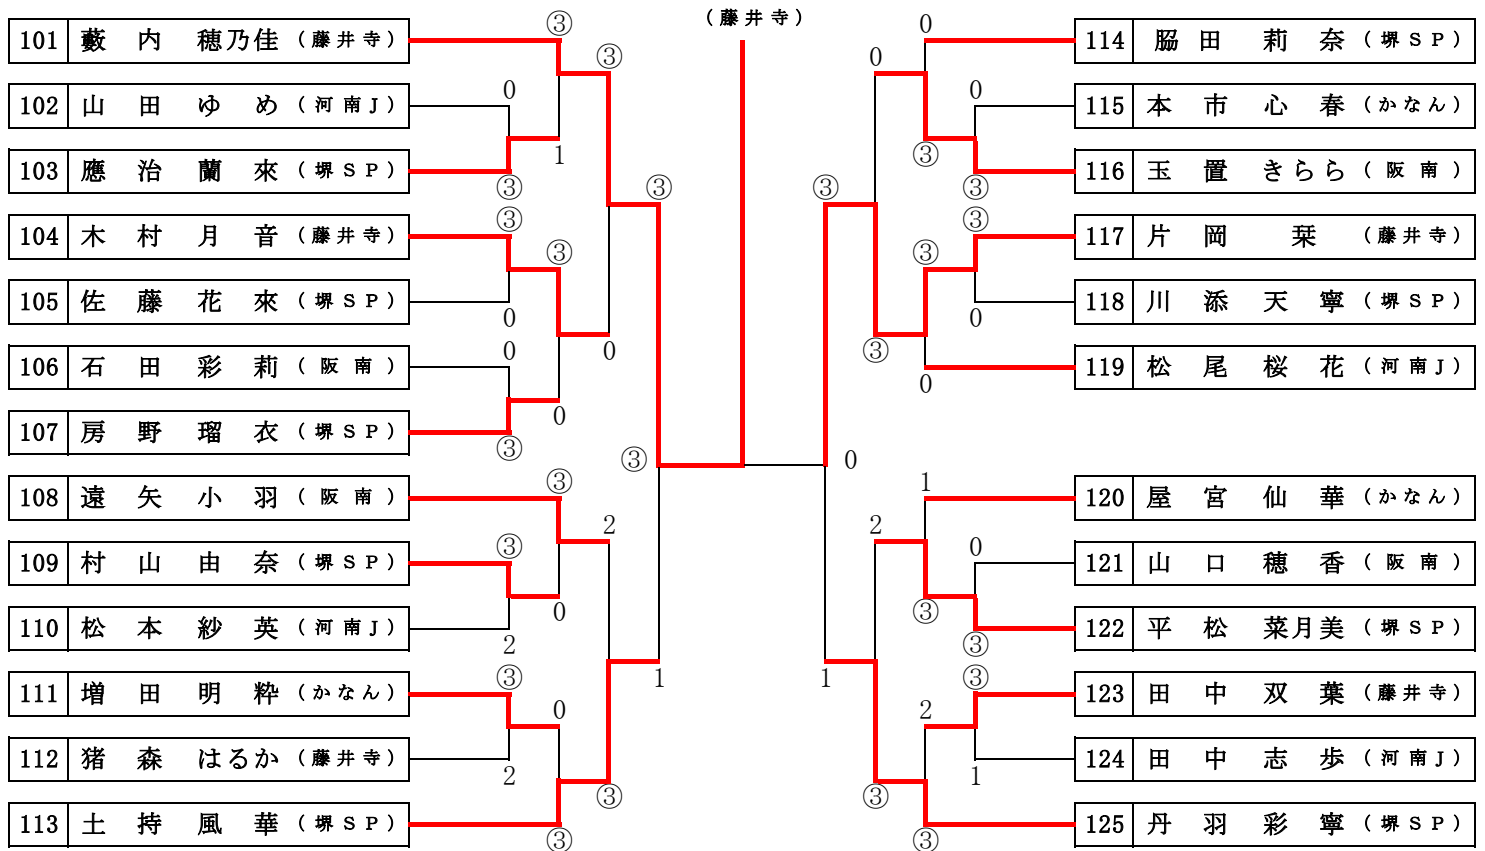 (藤井寺)
101 藪内 穂乃佳 (藤井寺)
102 山田 ゆめ (河南J)
103 應治 蘭來 (堺SP)
104 木村 月音 (藤井寺)
105 佐藤 花來 (堺SP)
106 石田 彩莉 (阪南)
107 房野 瑠衣 (堺SP)
108 遠矢 小羽 (阪南)
109 村山 由奈 (堺SP)
110 松本 紗英 (河南J)
111 増田 明粋 (かなん)
112 猪森 はるか (藤井寺)
113 土持 風華 (堺SP)
③
0
③
1
③
③
0
③
0
③
0
0
③
③
③
③
0
2
2
③
2
0
③
③
1
③
0
0
③
0
③
③
③
0
③
0
③
1
0
③
③
2
③
1
2
③
③
1
114 脇田 莉奈 (堺SP)
115 本市 心春 (かなん)
116 玉置 きらら (阪南)
117 片岡 栞 (藤井寺)
118 川添 天寧 (堺SP)
119 松尾 桜花 (河南J)
120 屋宮 仙華 (かなん)
121 山口 穂香 (阪南)
122 平松 菜月美 (堺SP)
123 田中 双葉 (藤井寺)
124 田中 志歩 (河南J)
125 丹羽 彩寧 (堺SP)